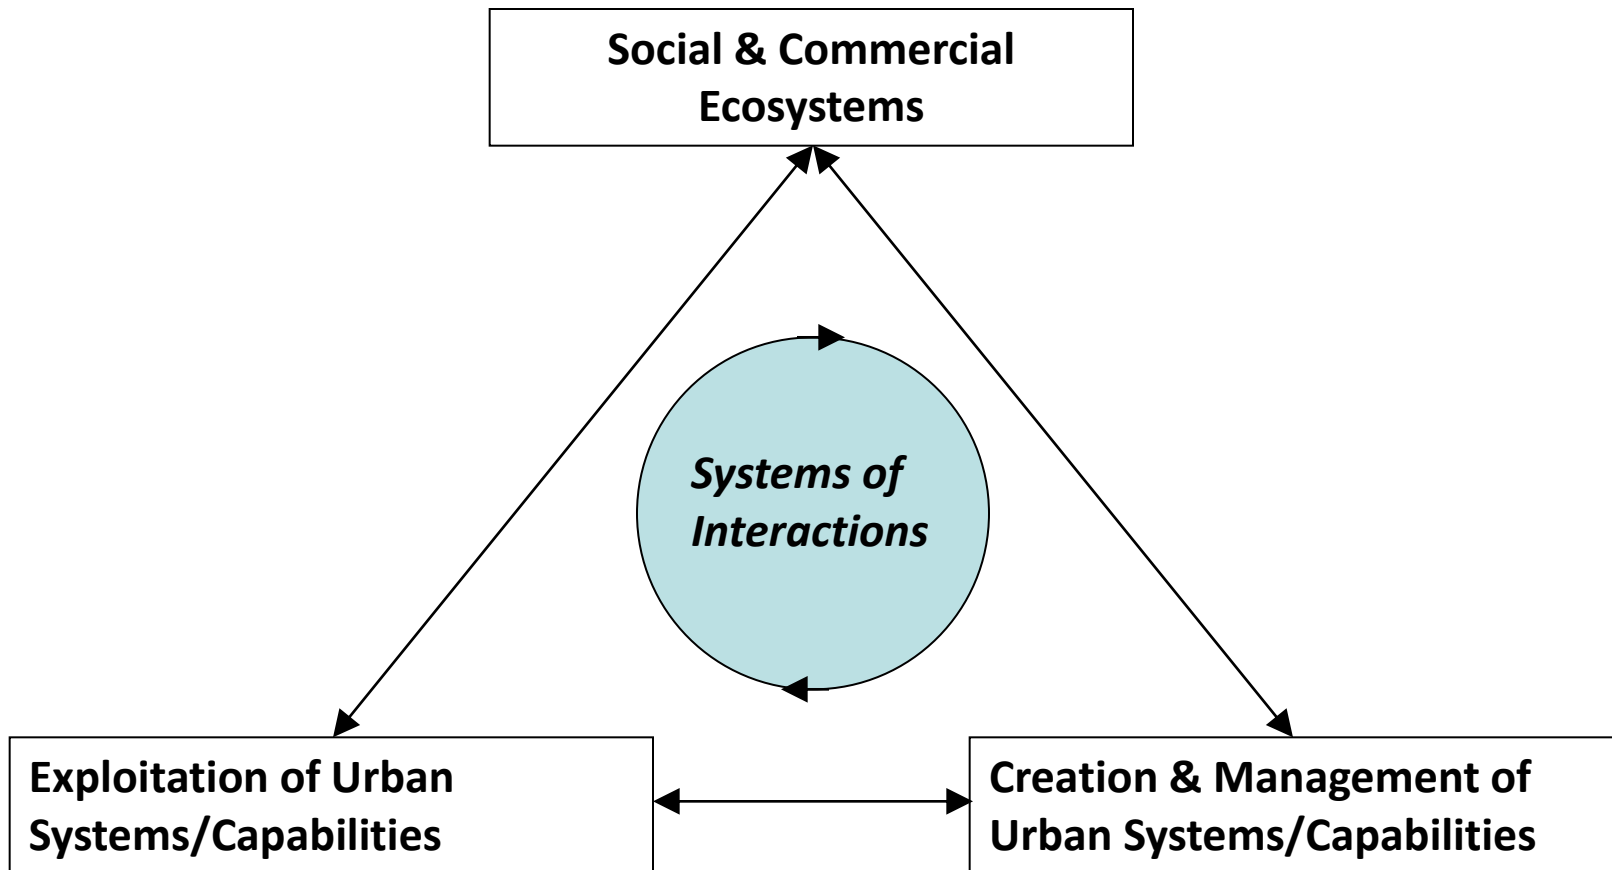 Social & Commercial
Ecosystems
Systems of
Interactions
Exploitation of Urban
Systems/Capabilities
Creation & Management of
Urban Systems/Capabilities